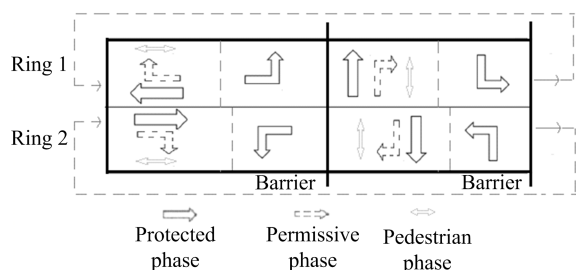 Ring 1
Ring 2
Barrier
Barrier
Protected phase
Permissive phase
Pedestrian phase